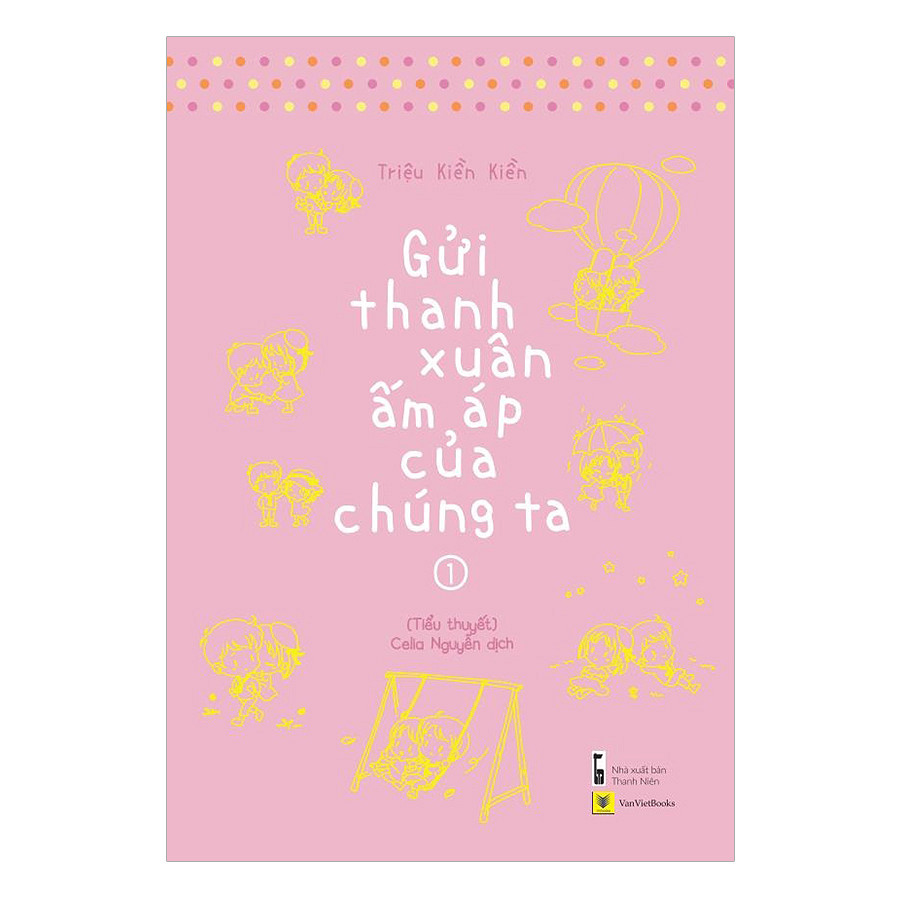 Triệu Kiền Kiền
Gửi
thanh
xuân
ấm áp
của
chúng ta
1
(Tiểu thuyết)
Celia Nguyễn dịch
Nhà xuất bản
Thanh Niên
VanVietBooks